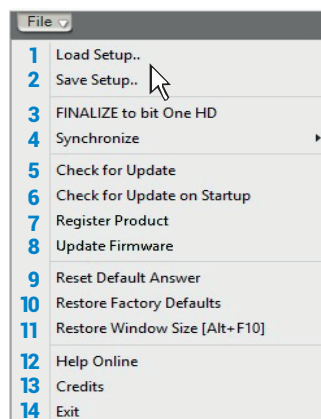 File
1 Load Setup..
2 Save Setup..
3 FINALIZE to bit One HD
4 Synchronize
5 Check for Update
6 Check for Update on Startup
7 Register Product
8 Update Firmware
9 Reset Default Answer
10 Restore Factory Defaults
11 Restore Window Size [Alt+F10]
12 Help Online
13 Credits
14 Exit